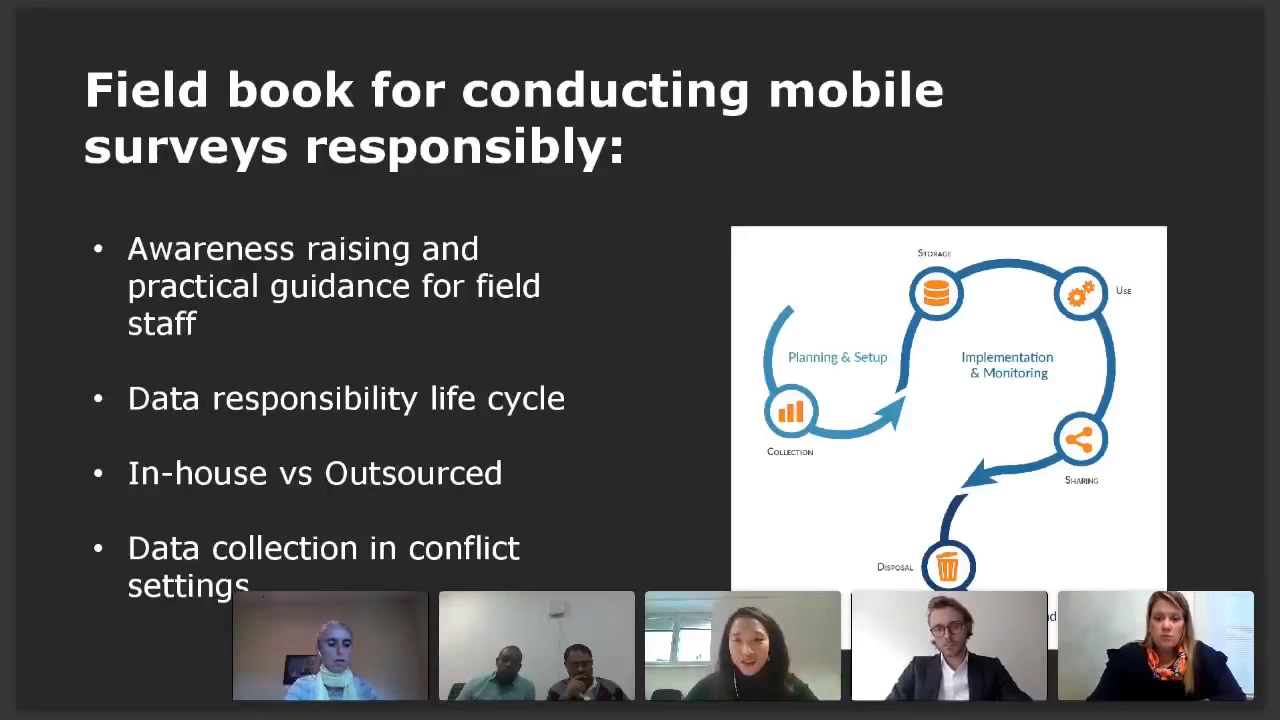 Field book for conducting mobile
surveys responsibly:
• Awareness raising and
practical guidance for field
staff
• Data responsibility life cycle
• In-house vs Outsourced
• Data collection in conflict
settings
STORAGE
USE
Planning & Setup
Implementation
& Monitoring
COLLECTION
SHARING
DISPOSAL